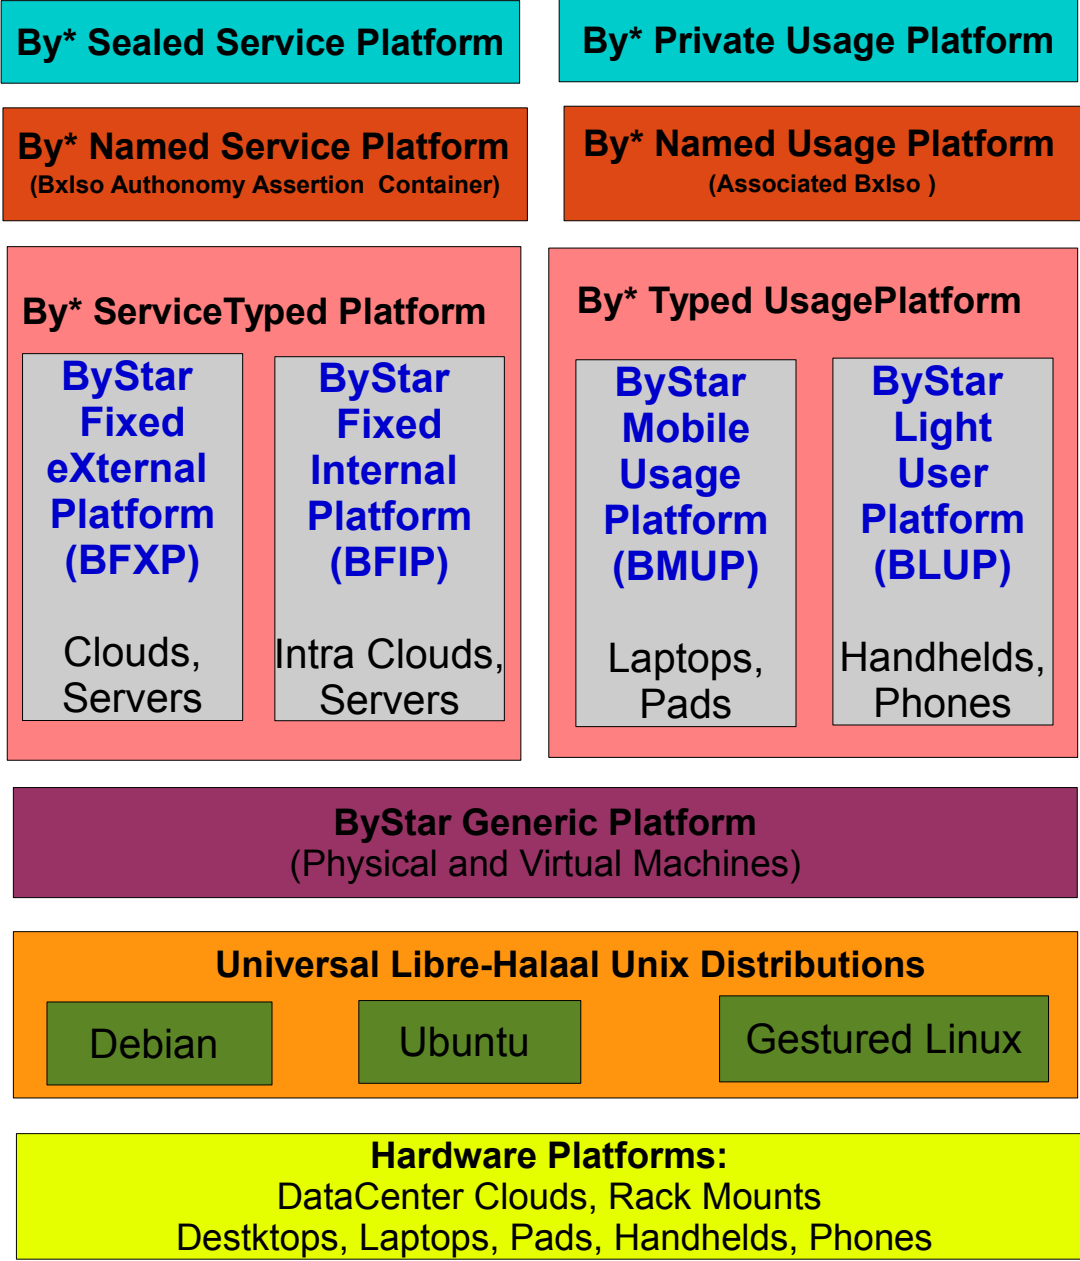 By* Sealed Service Platform
By* Private Usage Platform
By* Named Service Platform
(BxIso Authonomy Assertion Container)
By* Named Usage Platform
(Associated BxIso )
By* ServiceTyped Platform
ByStar
Fixed
eXternal
Platform
(BFXP)
Clouds,
Servers
ByStar
Fixed
Internal
Platform
(BFIP)
Intra Clouds,
Servers
By* Typed UsagePlatform
ByStar
Mobile
Usage
Platform
(BMUP)
Laptops,
Pads
ByStar
Light
User
Platform
(BLUP)
Handhelds,
Phones
ByStar Generic Platform
(Physical and Virtual Machines)
Universal Libre-Halaal Unix Distributions
Debian
Ubuntu
Gestured Linux
Hardware Platforms:
DataCenter Clouds, Rack Mounts
Destktops, Laptops, Pads, Handhelds, Phones